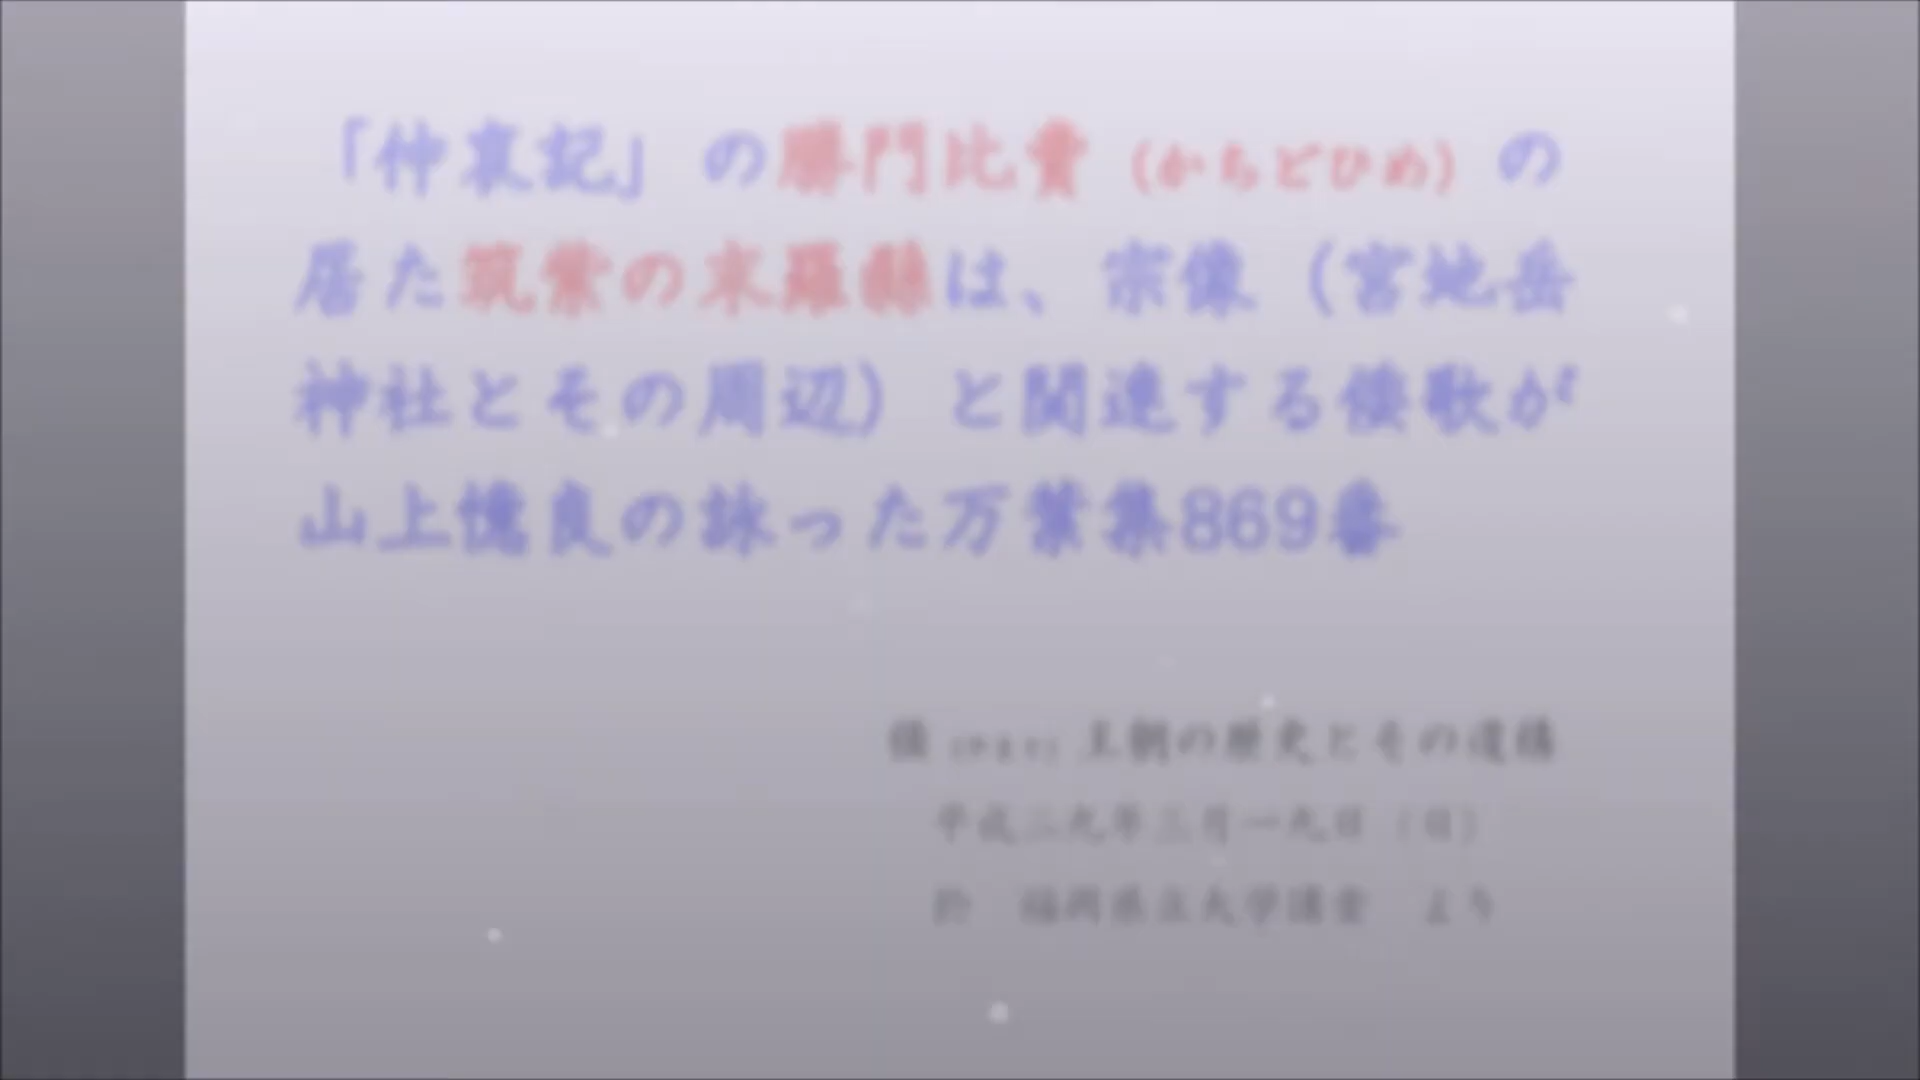 「仲哀記」の勝門比賣（かちどひめ）の
居た筑紫の末羅縣は、宗像（宮地岳
神社とその周辺）と関連する倭歌が
山上憶良の詠った万葉集869番
王朝の歴史とその遺構
平成二九年三月一九日（日）
於　福岡県立大学講堂　より